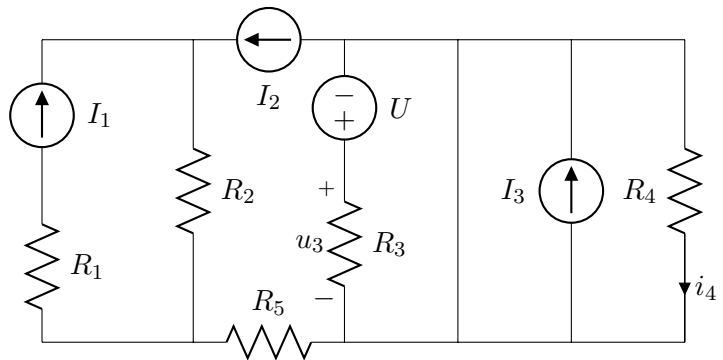 I₂
I₁
−
+
U
+
R₂
I₃
R₄
u₃
R₃
R₁
−
R₅
i₄